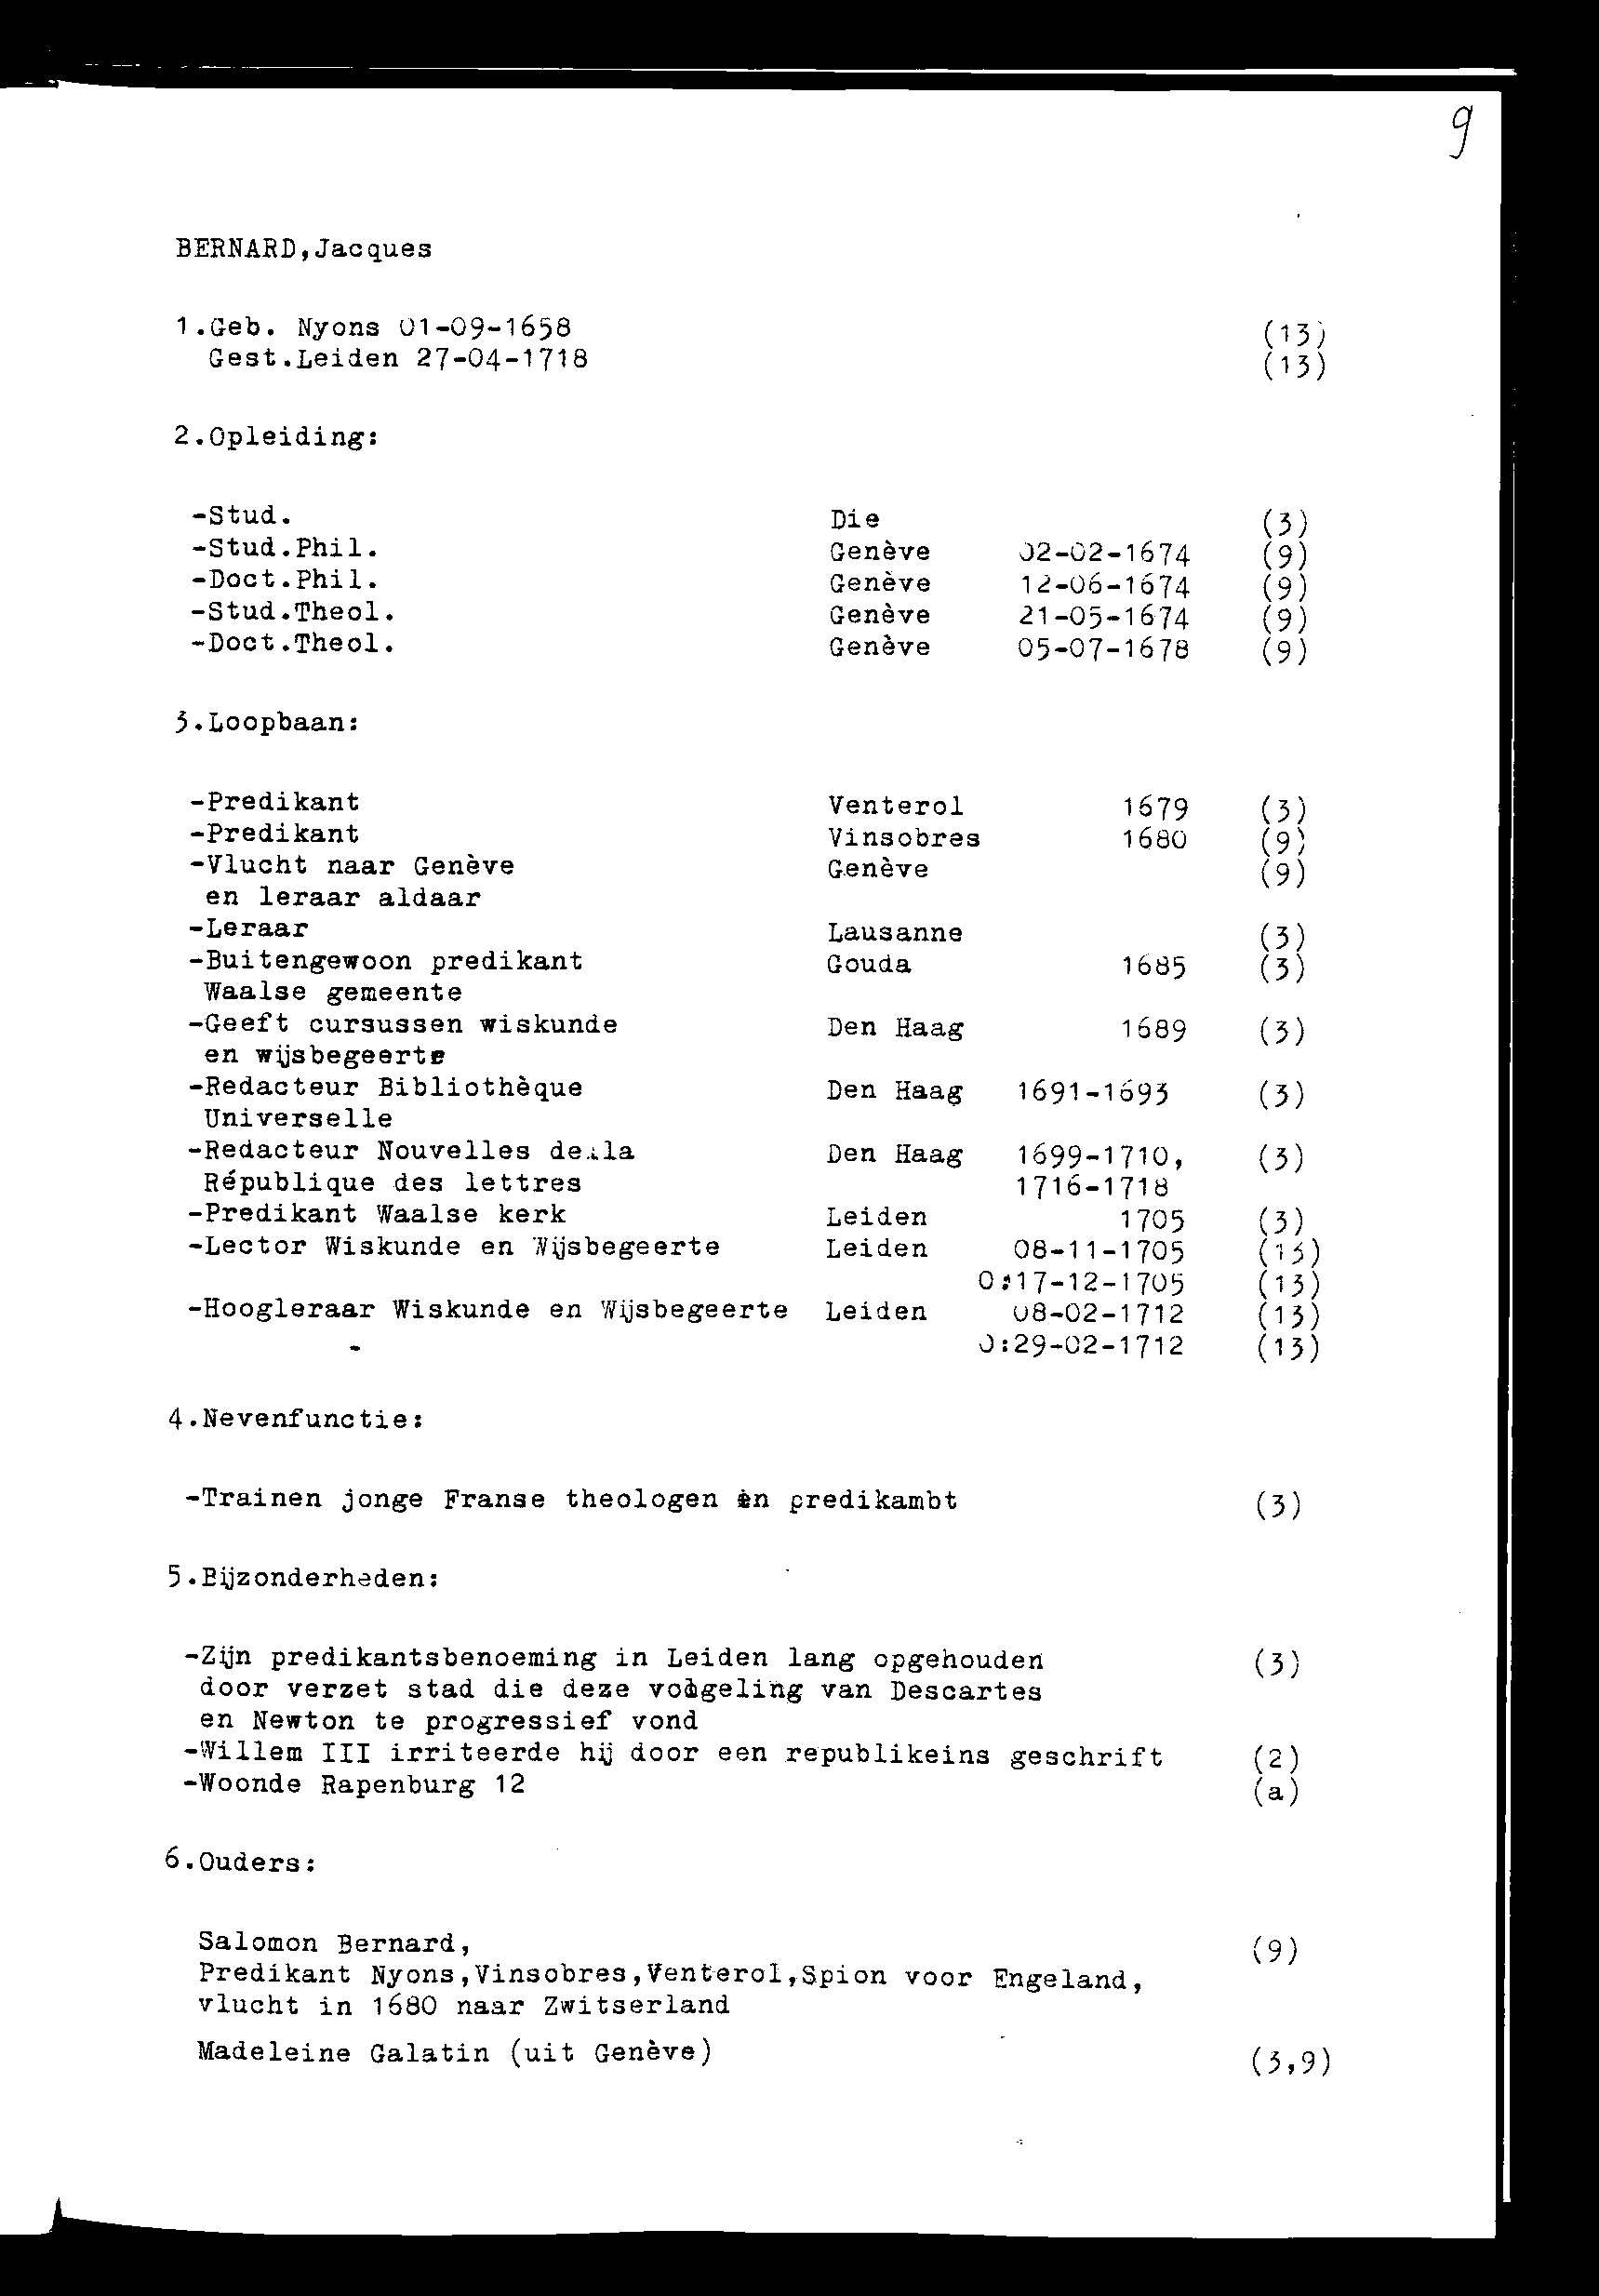 9
BERNARD,Jacques
1.Geb. Nyons 01-09-1658 (13)
Gest.Leiden 27-04-1718 (13)
2.Opleiding:
-Stud. Die (3)
-Stud.Phil. Genève 02-02-1674 (9)
-Doct.Phil. Genève 12-06-1674 (9)
-Stud.Theol. Genève 21-05-1674 (9)
-Doct.Theol. Genève 05-07-1678 (9)
3.Loopbaan:
-Predikant Venterol 1679 (3)
-Predikant Vinsobres 1680 (9)
-Vlucht naar Genève Genève (9)
en leraar aldaar
-Leraar Lausanne (3)
-Buitengewoon predikant Gouda 1685 (3)
Waalse gemeente
-Geeft cursussen wiskunde Den Haag 1689 (3)
en wijsbegeerte
-Redacteur Bibliothèque Den Haag 1691-1693 (3)
Universelle
-Redacteur Nouvelles de la Den Haag 1699-1710, (3)
République des lettres 1716-1718
-Predikant Waalse kerk Leiden 1705 (3)
-Lector Wiskunde en Wijsbegeerte Leiden 08-11-1705 (13)
O:17-12-1705 (13)
-Hoogleraar Wiskunde en Wijsbegeerte Leiden 08-02-1712 (13)
- O:29-02-1712 (13)
4.Nevenfunctie:
-Trainen jonge Franse theologen èn predikambt (3)
5.Bijzonderheden:
-Zijn predikantsbenoeming in Leiden lang opgehouden (3)
door verzet stad die deze volgeling van Descartes
en Newton te progressief vond
-Willem III irriteerde hij door een republikeins geschrift (2)
-Woonde Rapenburg 12 (a)
6.Ouders:
Salomon Bernard, (9)
Predikant Nyons,Vinsobres,Venterol,Spion voor Engeland,
vlucht in 1680 naar Zwitserland
Madeleine Galatin (uit Genève) (3,9)